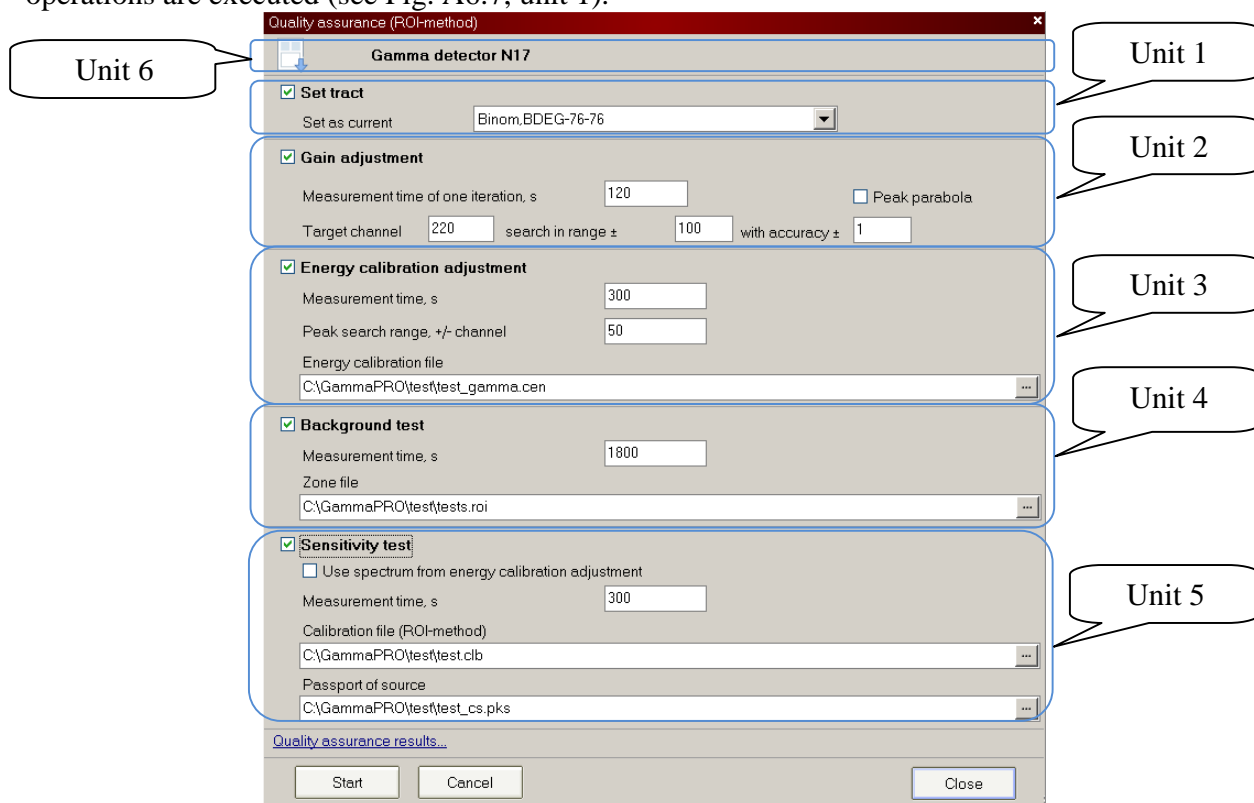 operations are executed (see Fig. A6.7, unit 1).
Quality assurance (ROI-method)
Gamma detector N17
Unit 6
Unit 1
Set tract
Set as current Binom,BDEG-76-76
Gain adjustment
Unit 2
Measurement time of one iteration, s 120 Peak parabola
Target channel 220 search in range ± 100 with accuracy ± 1
Energy calibration adjustment
Unit 3
Measurement time, s 300
Peak search range, +/- channel 50
Energy calibration file
C:\GammaPRO\test\test_gamma.cen ...
Unit 4
Background test
Measurement time, s 1800
Zone file
C:\GammaPRO\test\tests.roi ...
Sensitivity test
Use spectrum from energy calibration adjustment
Unit 5
Measurement time, s 300
Calibration file (ROI-method)
C:\GammaPRO\test\test.clb ...
Passport of source
C:\GammaPRO\test\test_cs.pks ...
Quality assurance results...
Start Cancel Close